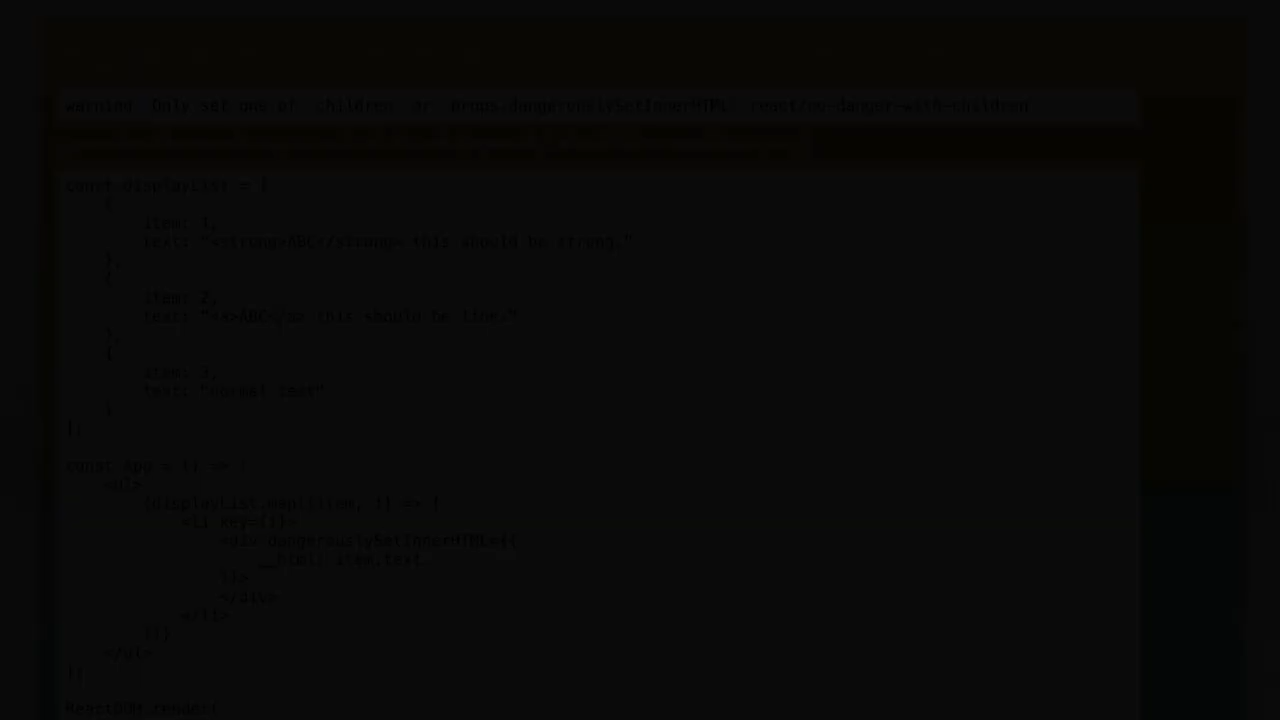 warning  Only set one of `children` or `props.dangerouslySetInnerHTML`  react/no-danger-with-children
const displayList = [
    {
        item: 1,
        text: "<strong>ABC</strong> this should be strong."
    },
    {
        item: 2,
        text: "<a>ABC</a> this should be link."
    },
    {
        item: 3,
        text: "normal text"
    }
];
const App = () => (
    <ul>
        {displayList.map((item, i) => (
            <li key={i}>
                <div dangerouslySetInnerHTML={{
                    __html: item.text
                }}>
                </div>
            </li>
        ))}
    </ul>
);
ReactDOM.render(